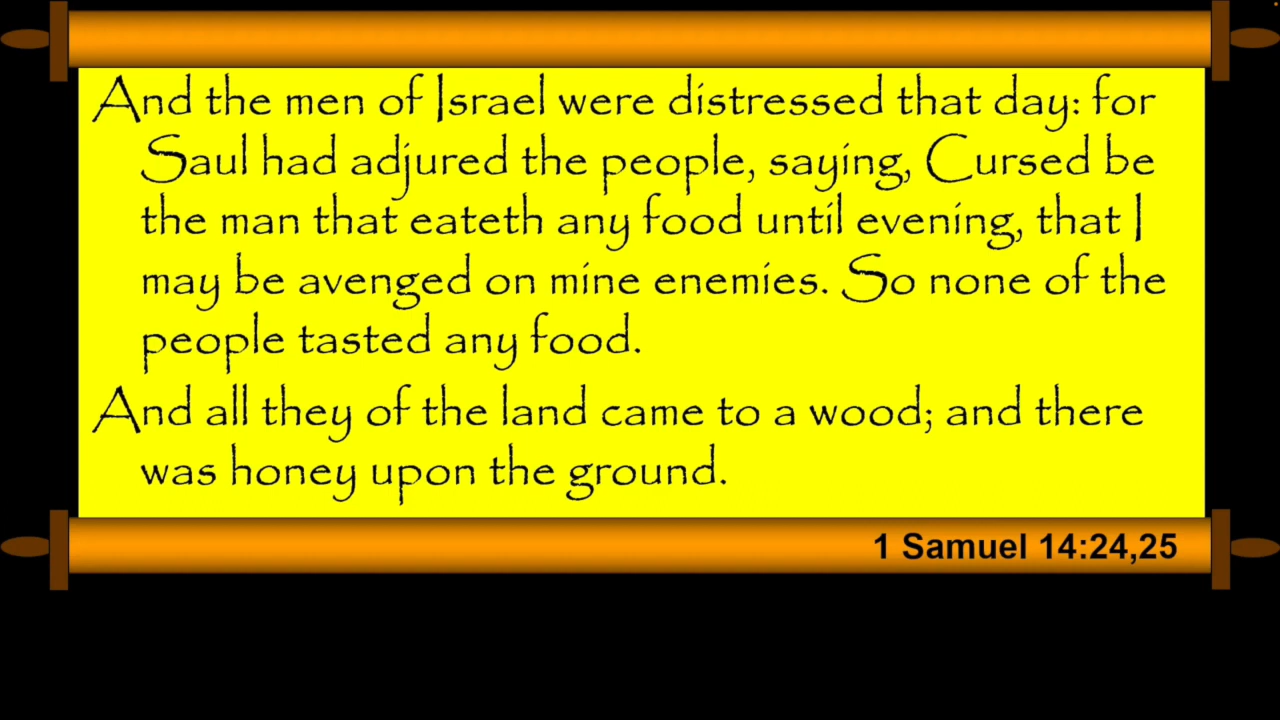 And the men of Israel were distressed that day: for
Saul had adjured the people, saying, Cursed be
the man that eateth any food until evening, that I
may be avenged on mine enemies. So none of the
people tasted any food.
And all they of the land came to a wood; and there
was honey upon the ground.
1 Samuel 14:24,25